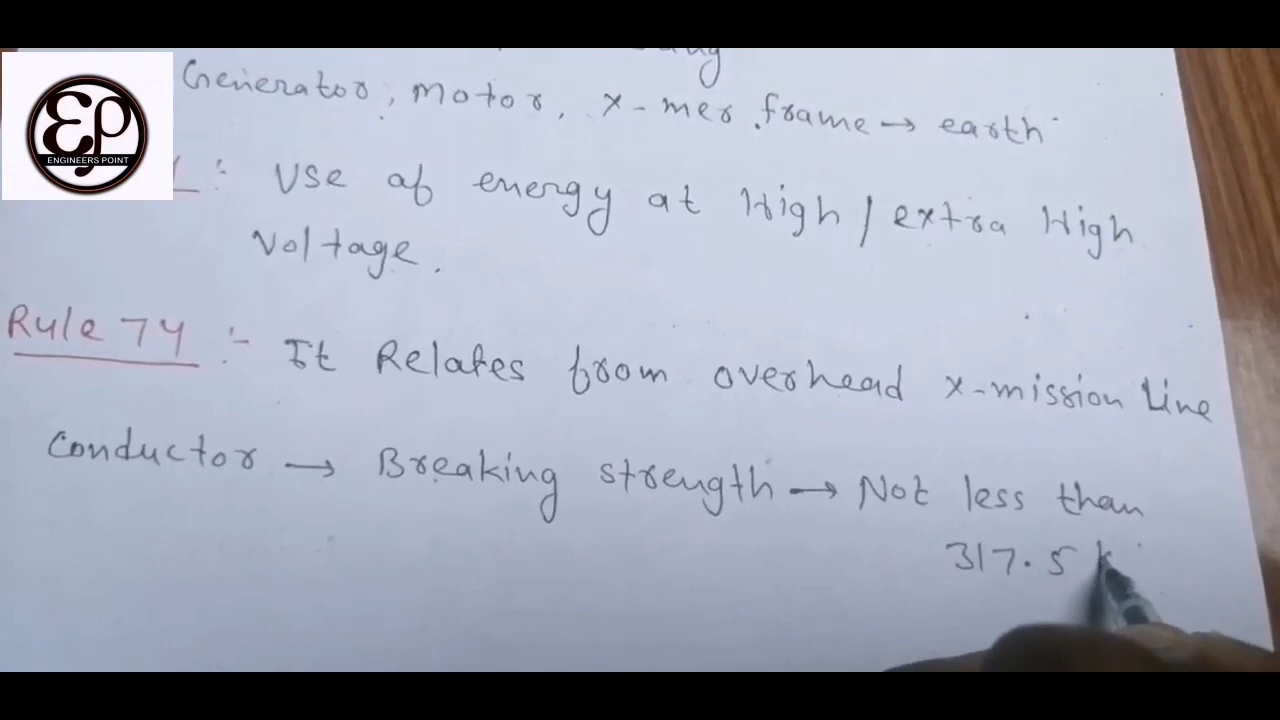 Generator, motor, x-mer frame → earth
EP
ENGINEERS POINT
:- Use of energy at High / extra High
Voltage.
Rule 74 :- It Relates from overhead x-mission Line
Conductor → Breaking strength → Not less than
317.5 k